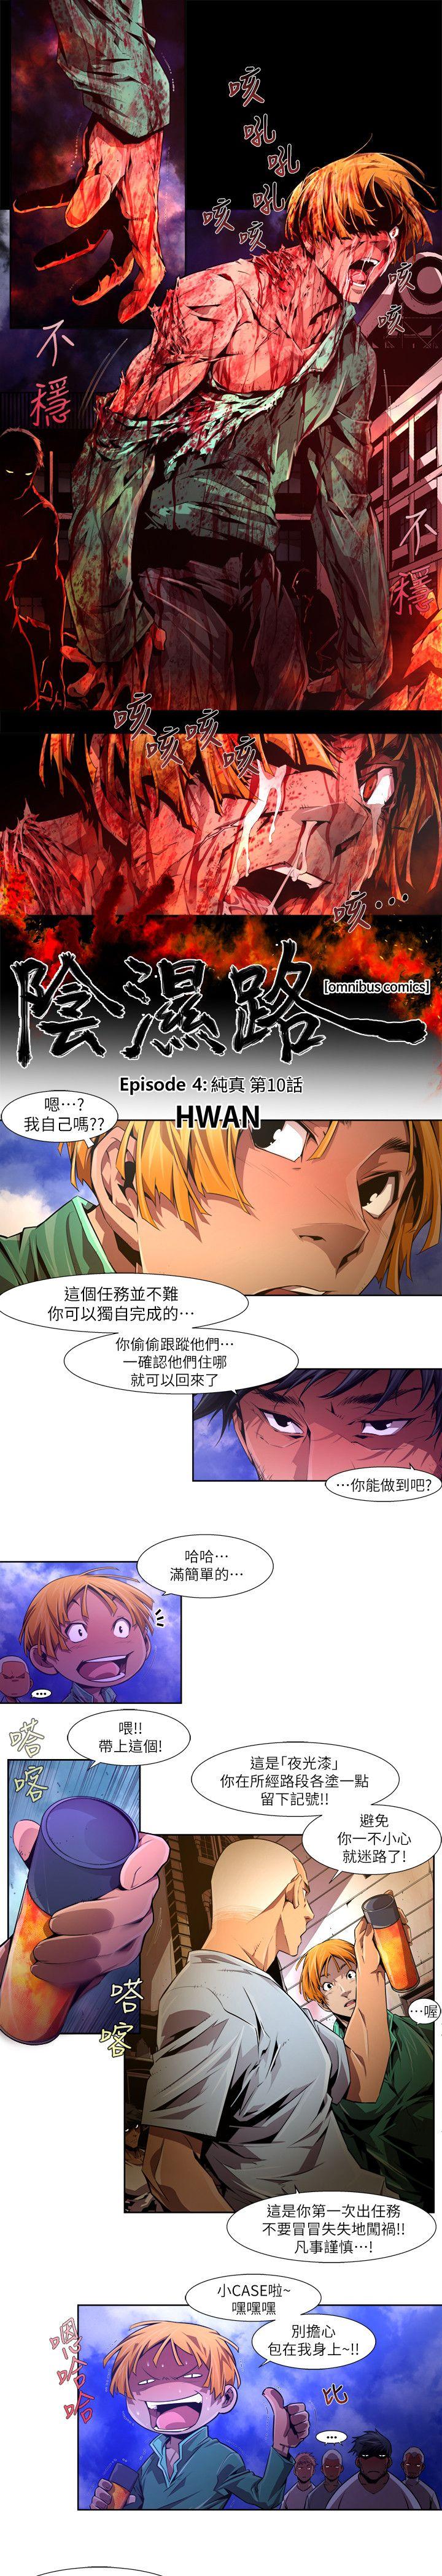 咳
吼
吼
吼
咳
咳
咳
咳
不
穩
不
穩
咳
咳
咳
咳
咳…
陰濕路
[omnibus comics]
Episode 4: 純真 第10話
HWAN
嗯…?
我自己嗎??
這個任務並不難
你可以獨自完成的…
你偷偷跟蹤他們…
一確認他們住哪
就可以回來了
…你能做到吧?
哈哈…
滿簡單的…
…
喂!!
帶上這個!
嗒
喀
這是「夜光漆」
你在所經路段各塗一點
留下記號!!
避免
你一不小心
就迷路了!
…喔
嗒
喀
這是你第一次出任務
不要冒冒失失地闖禍!!
凡事謹慎…!
小CASE啦~
嘿嘿嘿
別擔心
包在我身上~!!
嗯
哈
哈
比
…